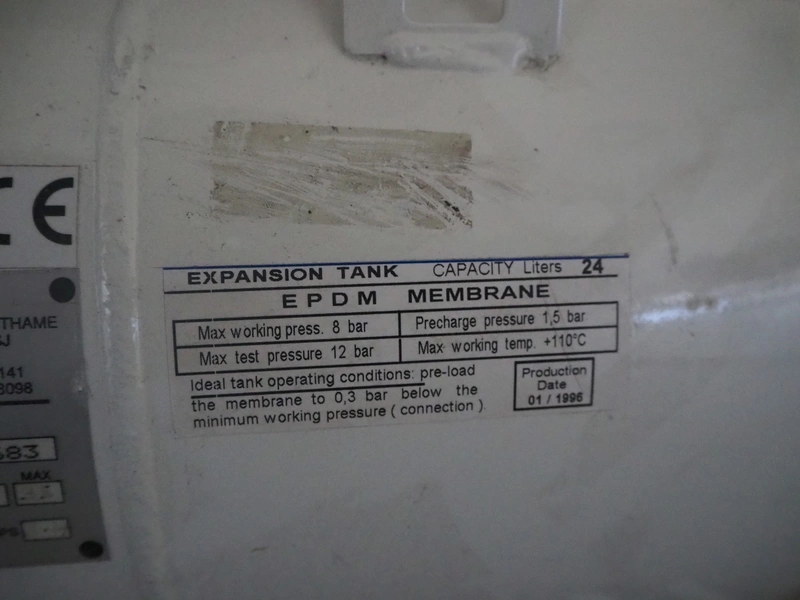 CE
THAME
141
8098
683
MAX
EXPANSION TANK CAPACITY Liters 24
EPDM MEMBRANE
Max working press. 8 bar Precharge pressure 1,5 bar
Max test pressure 12 bar Max working temp. +110°C
Ideal tank operating conditions: pre-load
the membrane to 0,3 bar below the
minimum working pressure ( connection ).
Production
Date
01 / 1996